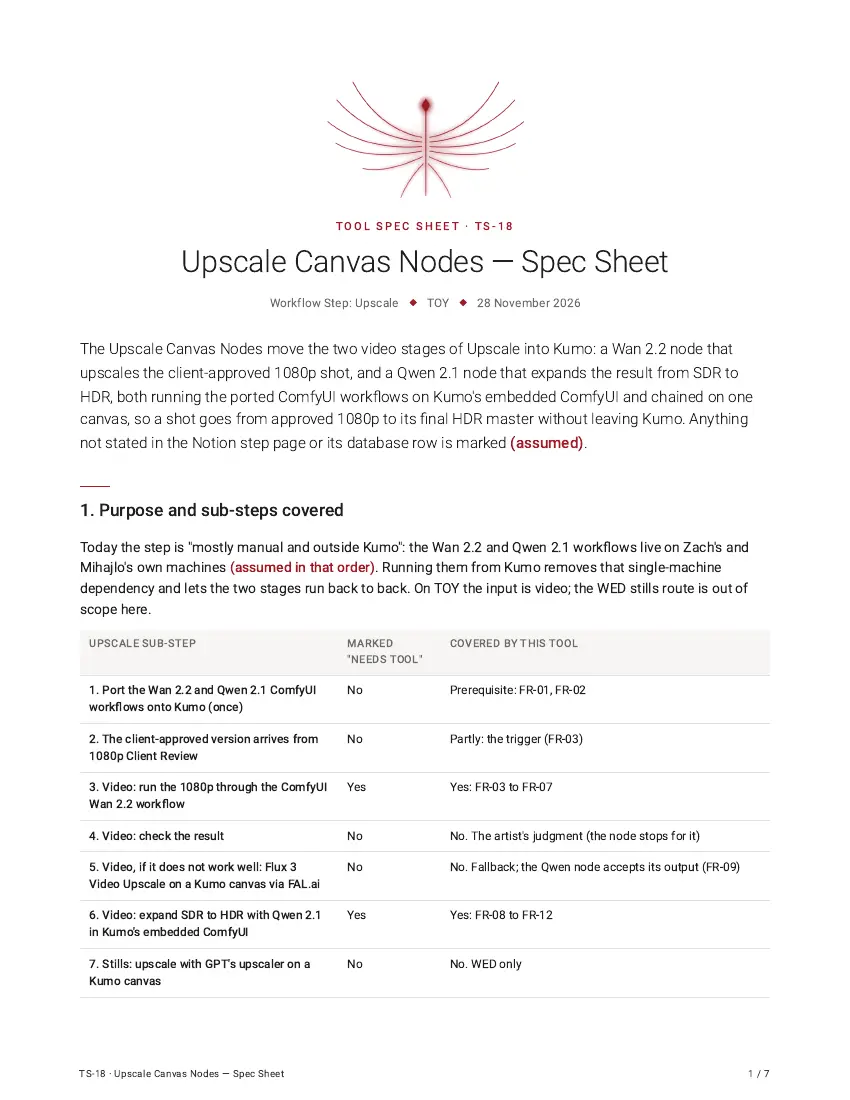 TOOL SPEC SHEET · TS-18
Upscale Canvas Nodes — Spec Sheet
Workflow Step: Upscale ◆ TOY ◆ 28 November 2026
The Upscale Canvas Nodes move the two video stages of Upscale into Kumo: a Wan 2.2 node that
upscales the client-approved 1080p shot, and a Qwen 2.1 node that expands the result from SDR to
HDR, both running the ported ComfyUI workflows on Kumo's embedded ComfyUI and chained on one
canvas, so a shot goes from approved 1080p to its final HDR master without leaving Kumo. Anything
not stated in the Notion step page or its database row is marked (assumed).
1. Purpose and sub-steps covered
Today the step is "mostly manual and outside Kumo": the Wan 2.2 and Qwen 2.1 workflows live on Zach's and
Mihajlo's own machines (assumed in that order). Running them from Kumo removes that single-machine
dependency and lets the two stages run back to back. On TOY the input is video; the WED stills route is out of
scope here.
UPSCALE SUB-STEP MARKED "NEEDS TOOL" COVERED BY THIS TOOL
1. Port the Wan 2.2 and Qwen 2.1 ComfyUI
workflows onto Kumo (once)
No
Prerequisite: FR-01, FR-02
2. The client-approved version arrives from
1080p Client Review
No
Partly: the trigger (FR-03)
3. Video: run the 1080p through the ComfyUI
Wan 2.2 workflow
Yes
Yes: FR-03 to FR-07
4. Video: check the result
No
No. The artist's judgment (the node stops for it)
5. Video, if it does not work well: Flux 3
Video Upscale on a Kumo canvas via FAL.ai
No
No. Fallback; the Qwen node accepts its output (FR-09)
6. Video: expand SDR to HDR with Qwen 2.1
in Kumo's embedded ComfyUI
Yes
Yes: FR-08 to FR-12
7. Stills: upscale with GPT's upscaler on a
Kumo canvas
No
No. WED only
TS-18 · Upscale Canvas Nodes — Spec Sheet
1 / 7